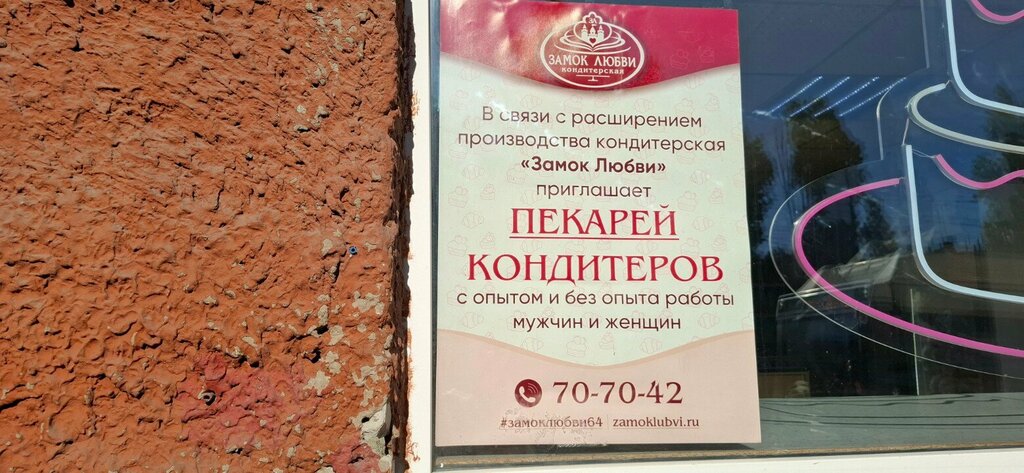 ЗАМОК ЛЮБВИ
КОНДИТЕРСКАЯ
В связи с расширением
производства кондитерская
«Замок Любви»
приглашает
ПЕКАРЕЙ
КОНДИТЕРОВ
с опытом и без опыта работы
мужчин и женщин
70-70-42
#замоклюбви64 zamoklubvi.ru